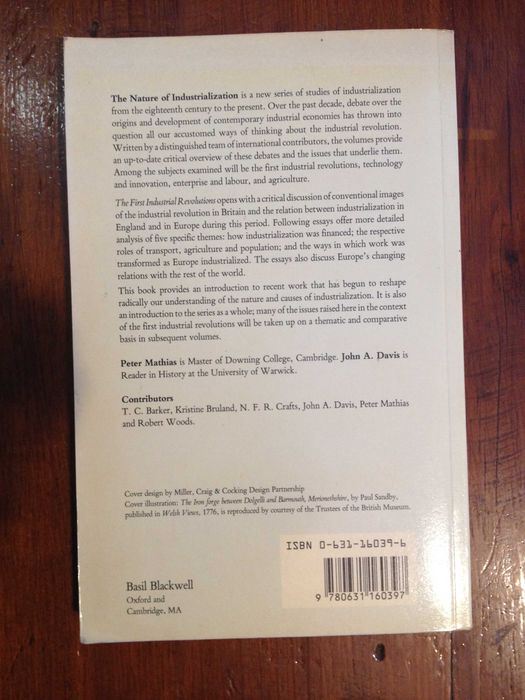 The Nature of Industrialization is a new series of studies of industrialization
from the eighteenth century to the present. Over the past decade, debate over the
origins and development of contemporary industrial economies has thrown into
question all our accustomed ways of thinking about the industrial revolution.
Written by a distinguished team of international contributors, the volumes provide
an up-to-date critical overview of these debates and the issues that underlie them.
Among the subjects examined will be the first industrial revolutions, technology
and innovation, enterprise and labour, and agriculture.
The First Industrial Revolutions opens with a critical discussion of conventional images
of the industrial revolution in Britain and the relation between industrialization in
England and in Europe during this period. Following essays offer more detailed
analysis of five specific themes: how industrialization was financed; the respective
roles of transport, agriculture and population; and the ways in which work was
transformed as Europe industrialized. The essays also discuss Europe's changing
relations with the rest of the world.
This book provides an introduction to recent work that has begun to reshape
radically our understanding of the nature and causes of industrialization. It is also
an introduction to the series as a whole; many of the issues raised here in the context
of the first industrial revolutions will be taken up on a thematic and comparative
basis in subsequent volumes.
Peter Mathias is Master of Downing College, Cambridge. John A. Davis is
Reader in History at the University of Warwick.
Contributors
T. C. Barker, Kristine Bruland, N. F. R. Crafts, John A. Davis, Peter Mathias
and Robert Woods.
Cover design by Miller, Craig & Cocking Design Partnership
Cover illustration: The Iron forge between Dolgelli and Barmouth, Merionethshire, by Paul Sandby,
published in Welsh Views, 1776, is reproduced by courtesy of the Trustees of the British Museum.
ISBN 0-631-16039-6
9 780631 160397
Basil Blackwell
Oxford and
Cambridge, MA